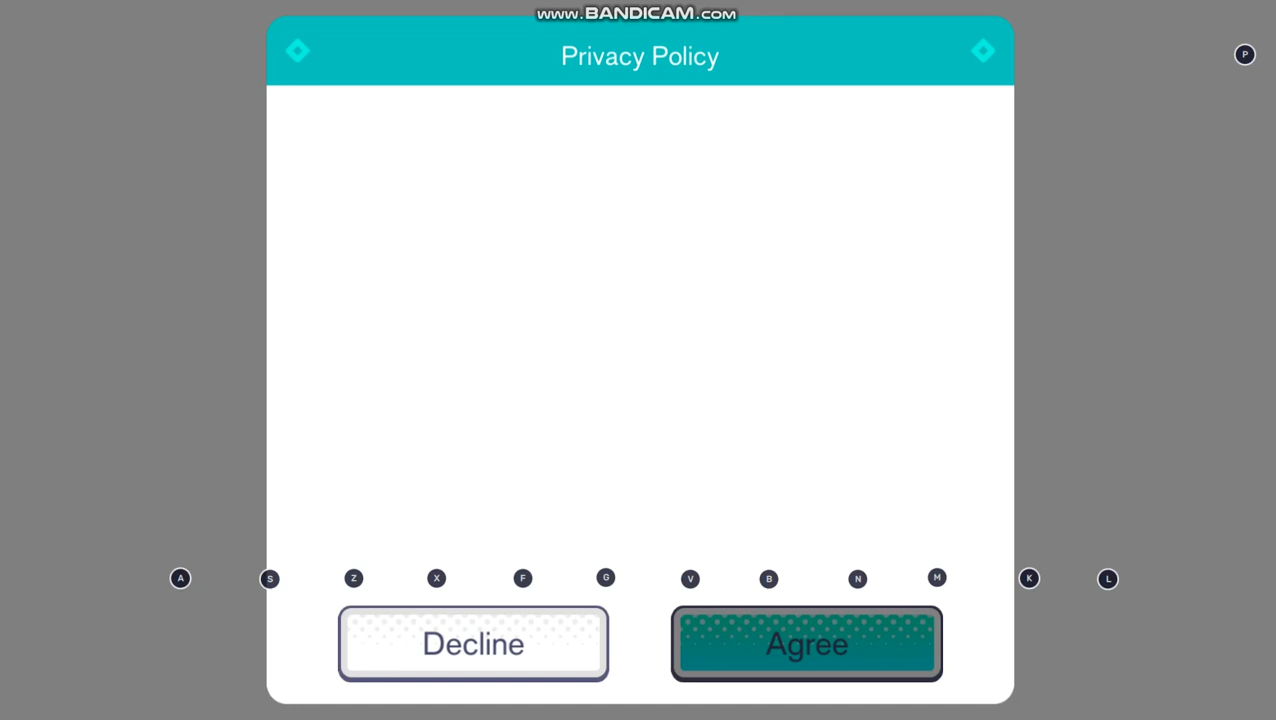 www.BANDICAM.com
Privacy Policy
P
A S Z X F G V B N M K L
Decline Agree